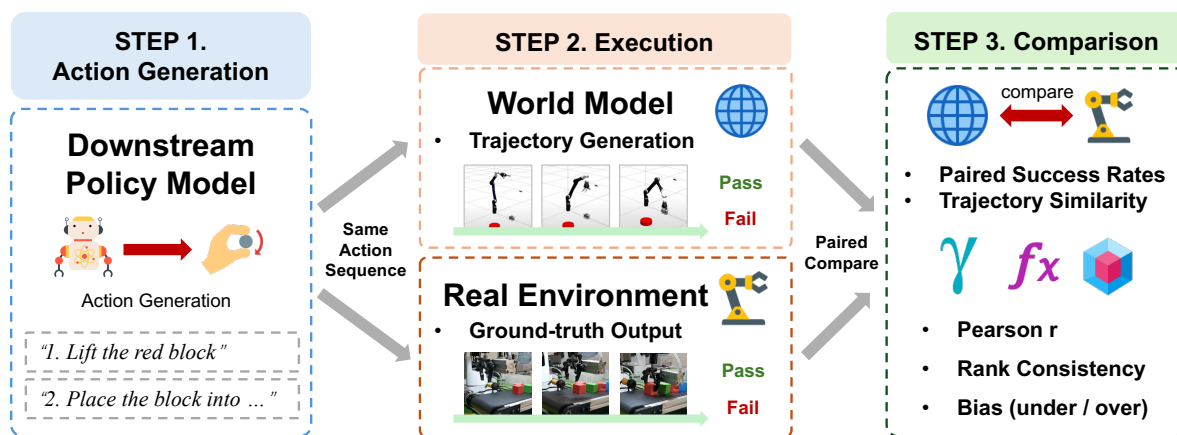 STEP 1.
Action Generation
Downstream
Policy Model
Action Generation
“1. Lift the red block”
“2. Place the block into ...”
Same
Action
Sequence
STEP 2. Execution
World Model
• Trajectory Generation
Pass
Fail
Real Environment
• Ground-truth Output
Pass
Fail
Paired
Compare
STEP 3. Comparison
compare
• Paired Success Rates
• Trajectory Similarity
γ fx
• Pearson r
• Rank Consistency
• Bias (under / over)